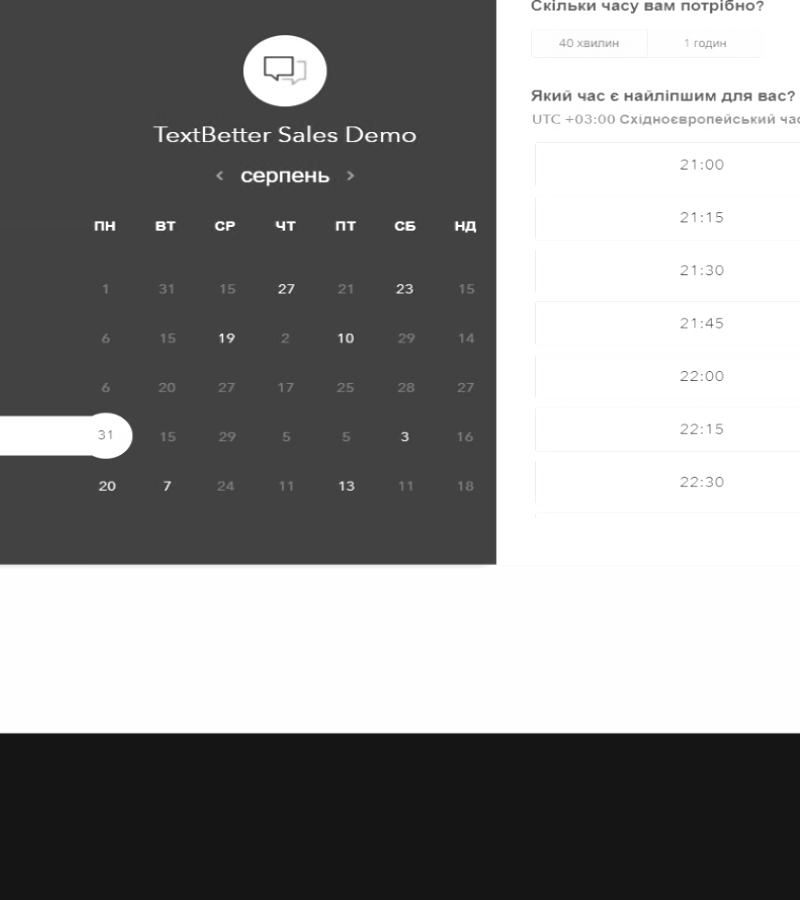 TextBetter Sales Demo
< серпень >
ПН ВТ СР ЧТ ПТ СБ НД
1 31 15 27 21 23 15
6 15 19 2 10 29 14
6 20 27 17 25 28 27
31 15 29 5 5 3 16
20 7 24 11 13 11 18
Скільки часу вам потрібно?
40 хвилин 1 годин
Який час є найліпшим для вас?
UTC +03:00 Східноєвропейський час
21:00
21:15
21:30
21:45
22:00
22:15
22:30